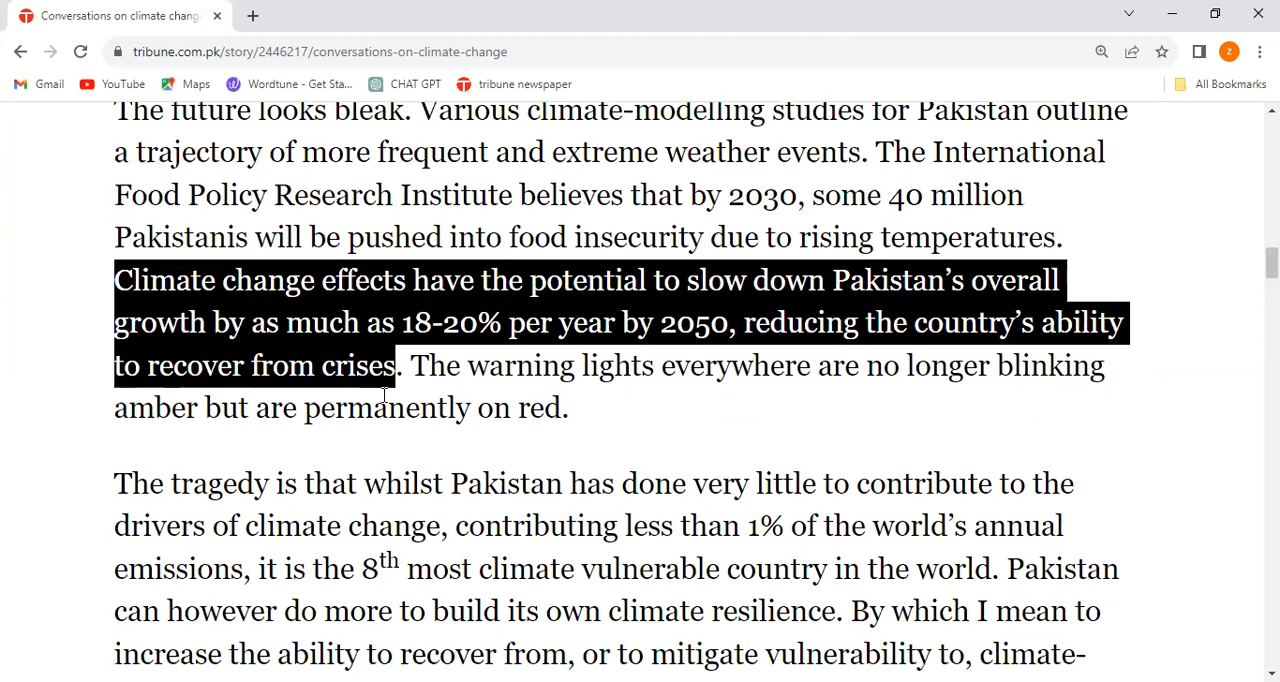 Conversations on climate chang
tribune.com.pk/story/2446217/conversations-on-climate-change
Z
Gmail YouTube Maps Wordtune - Get Sta... CHAT GPT tribune newspaper All Bookmarks
The future looks bleak. Various climate-modelling studies for Pakistan outline
a trajectory of more frequent and extreme weather events. The International
Food Policy Research Institute believes that by 2030, some 40 million
Pakistanis will be pushed into food insecurity due to rising temperatures.
Climate change effects have the potential to slow down Pakistan’s overall
growth by as much as 18-20% per year by 2050, reducing the country’s ability
to recover from crises. The warning lights everywhere are no longer blinking
amber but are permanently on red.
The tragedy is that whilst Pakistan has done very little to contribute to the
drivers of climate change, contributing less than 1% of the world’s annual
emissions, it is the 8th most climate vulnerable country in the world. Pakistan
can however do more to build its own climate resilience. By which I mean to
increase the ability to recover from, or to mitigate vulnerability to, climate-